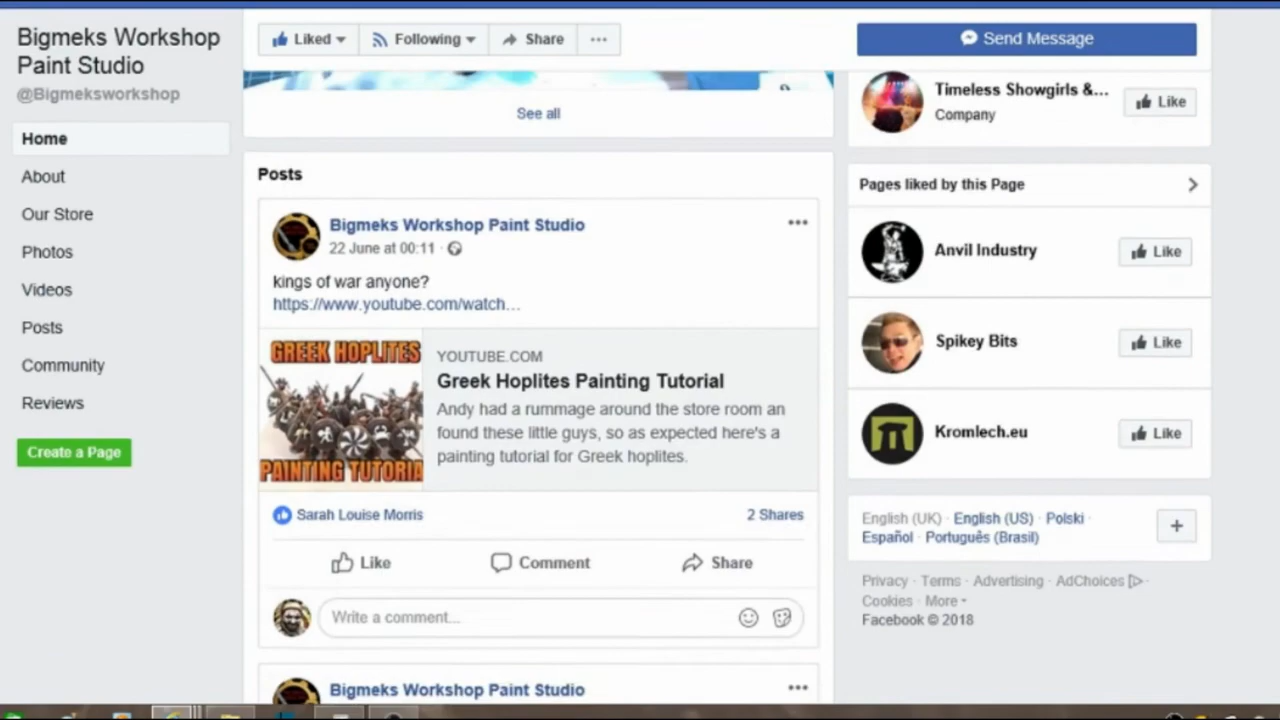 Bigmeks Workshop
Paint Studio
@Bigmeksworkshop
Home
About
Our Store
Photos
Videos
Posts
Community
Reviews
Create a Page
Liked
Following
Share
Send Message
See all
Posts
Bigmeks Workshop Paint Studio
22 June at 00:11 ·
kings of war anyone?
https://www.youtube.com/watch...
GREEK HOPLITES
PAINTING TUTORIA
YOUTUBE.COM
Greek Hoplites Painting Tutorial
Andy had a rummage around the store room an
found these little guys, so as expected here's a
painting tutorial for Greek hoplites.
Sarah Louise Morris
2 Shares
Like
Comment
Share
Write a comment...
Bigmeks Workshop Paint Studio
Timeless Showgirls &...
Company
Like
Pages liked by this Page
Anvil Industry
Like
Spikey Bits
Like
Kromlech.eu
Like
English (UK) · English (US) · Polski ·
Español · Português (Brasil)
Privacy · Terms · Advertising · AdChoices ·
Cookies · More
Facebook © 2018